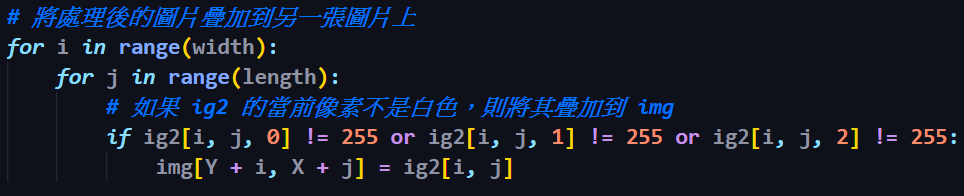 # 將處理後的圖片疊加到另一張圖片上
for i in range(width):
    for j in range(length):
        # 如果 ig2 的當前像素不是白色，則將其疊加到 img
        if ig2[i, j, 0] != 255 or ig2[i, j, 1] != 255 or ig2[i, j, 2] != 255:
            img[Y + i, X + j] = ig2[i, j]